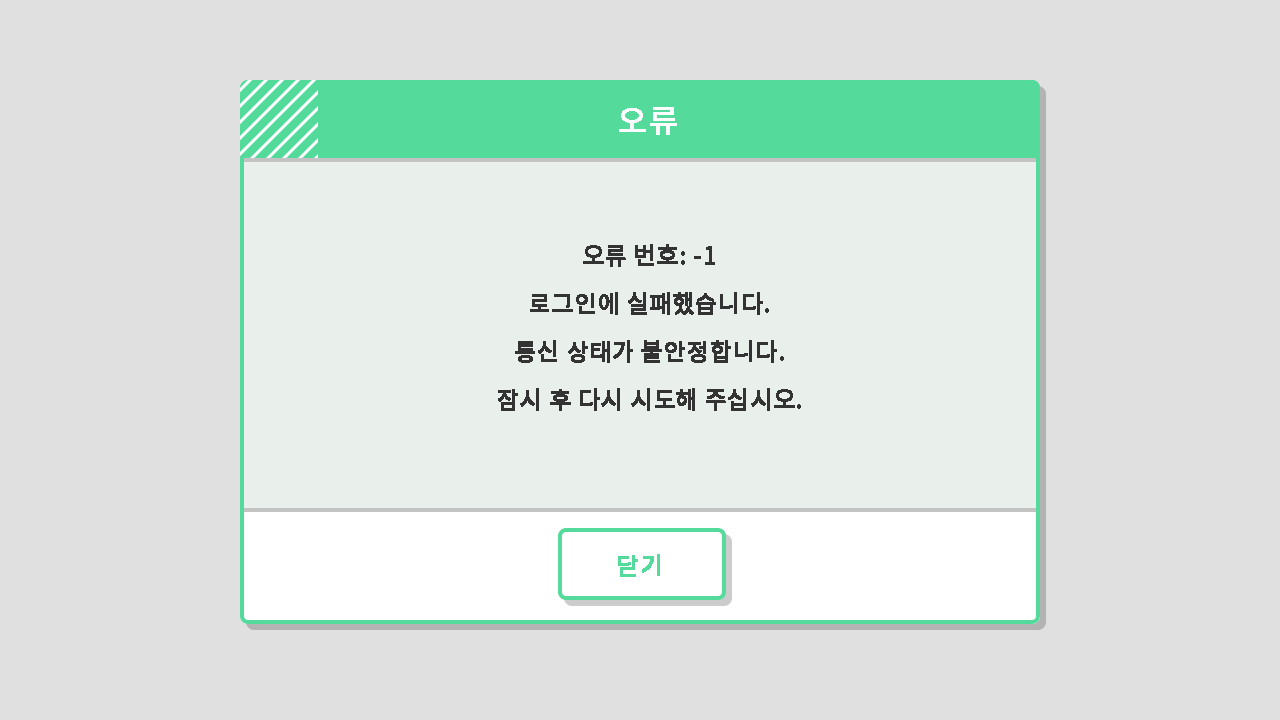 오류
오류 번호: -1
로그인에 실패했습니다.
통신 상태가 불안정합니다.
잠시 후 다시 시도해 주십시오.
닫기